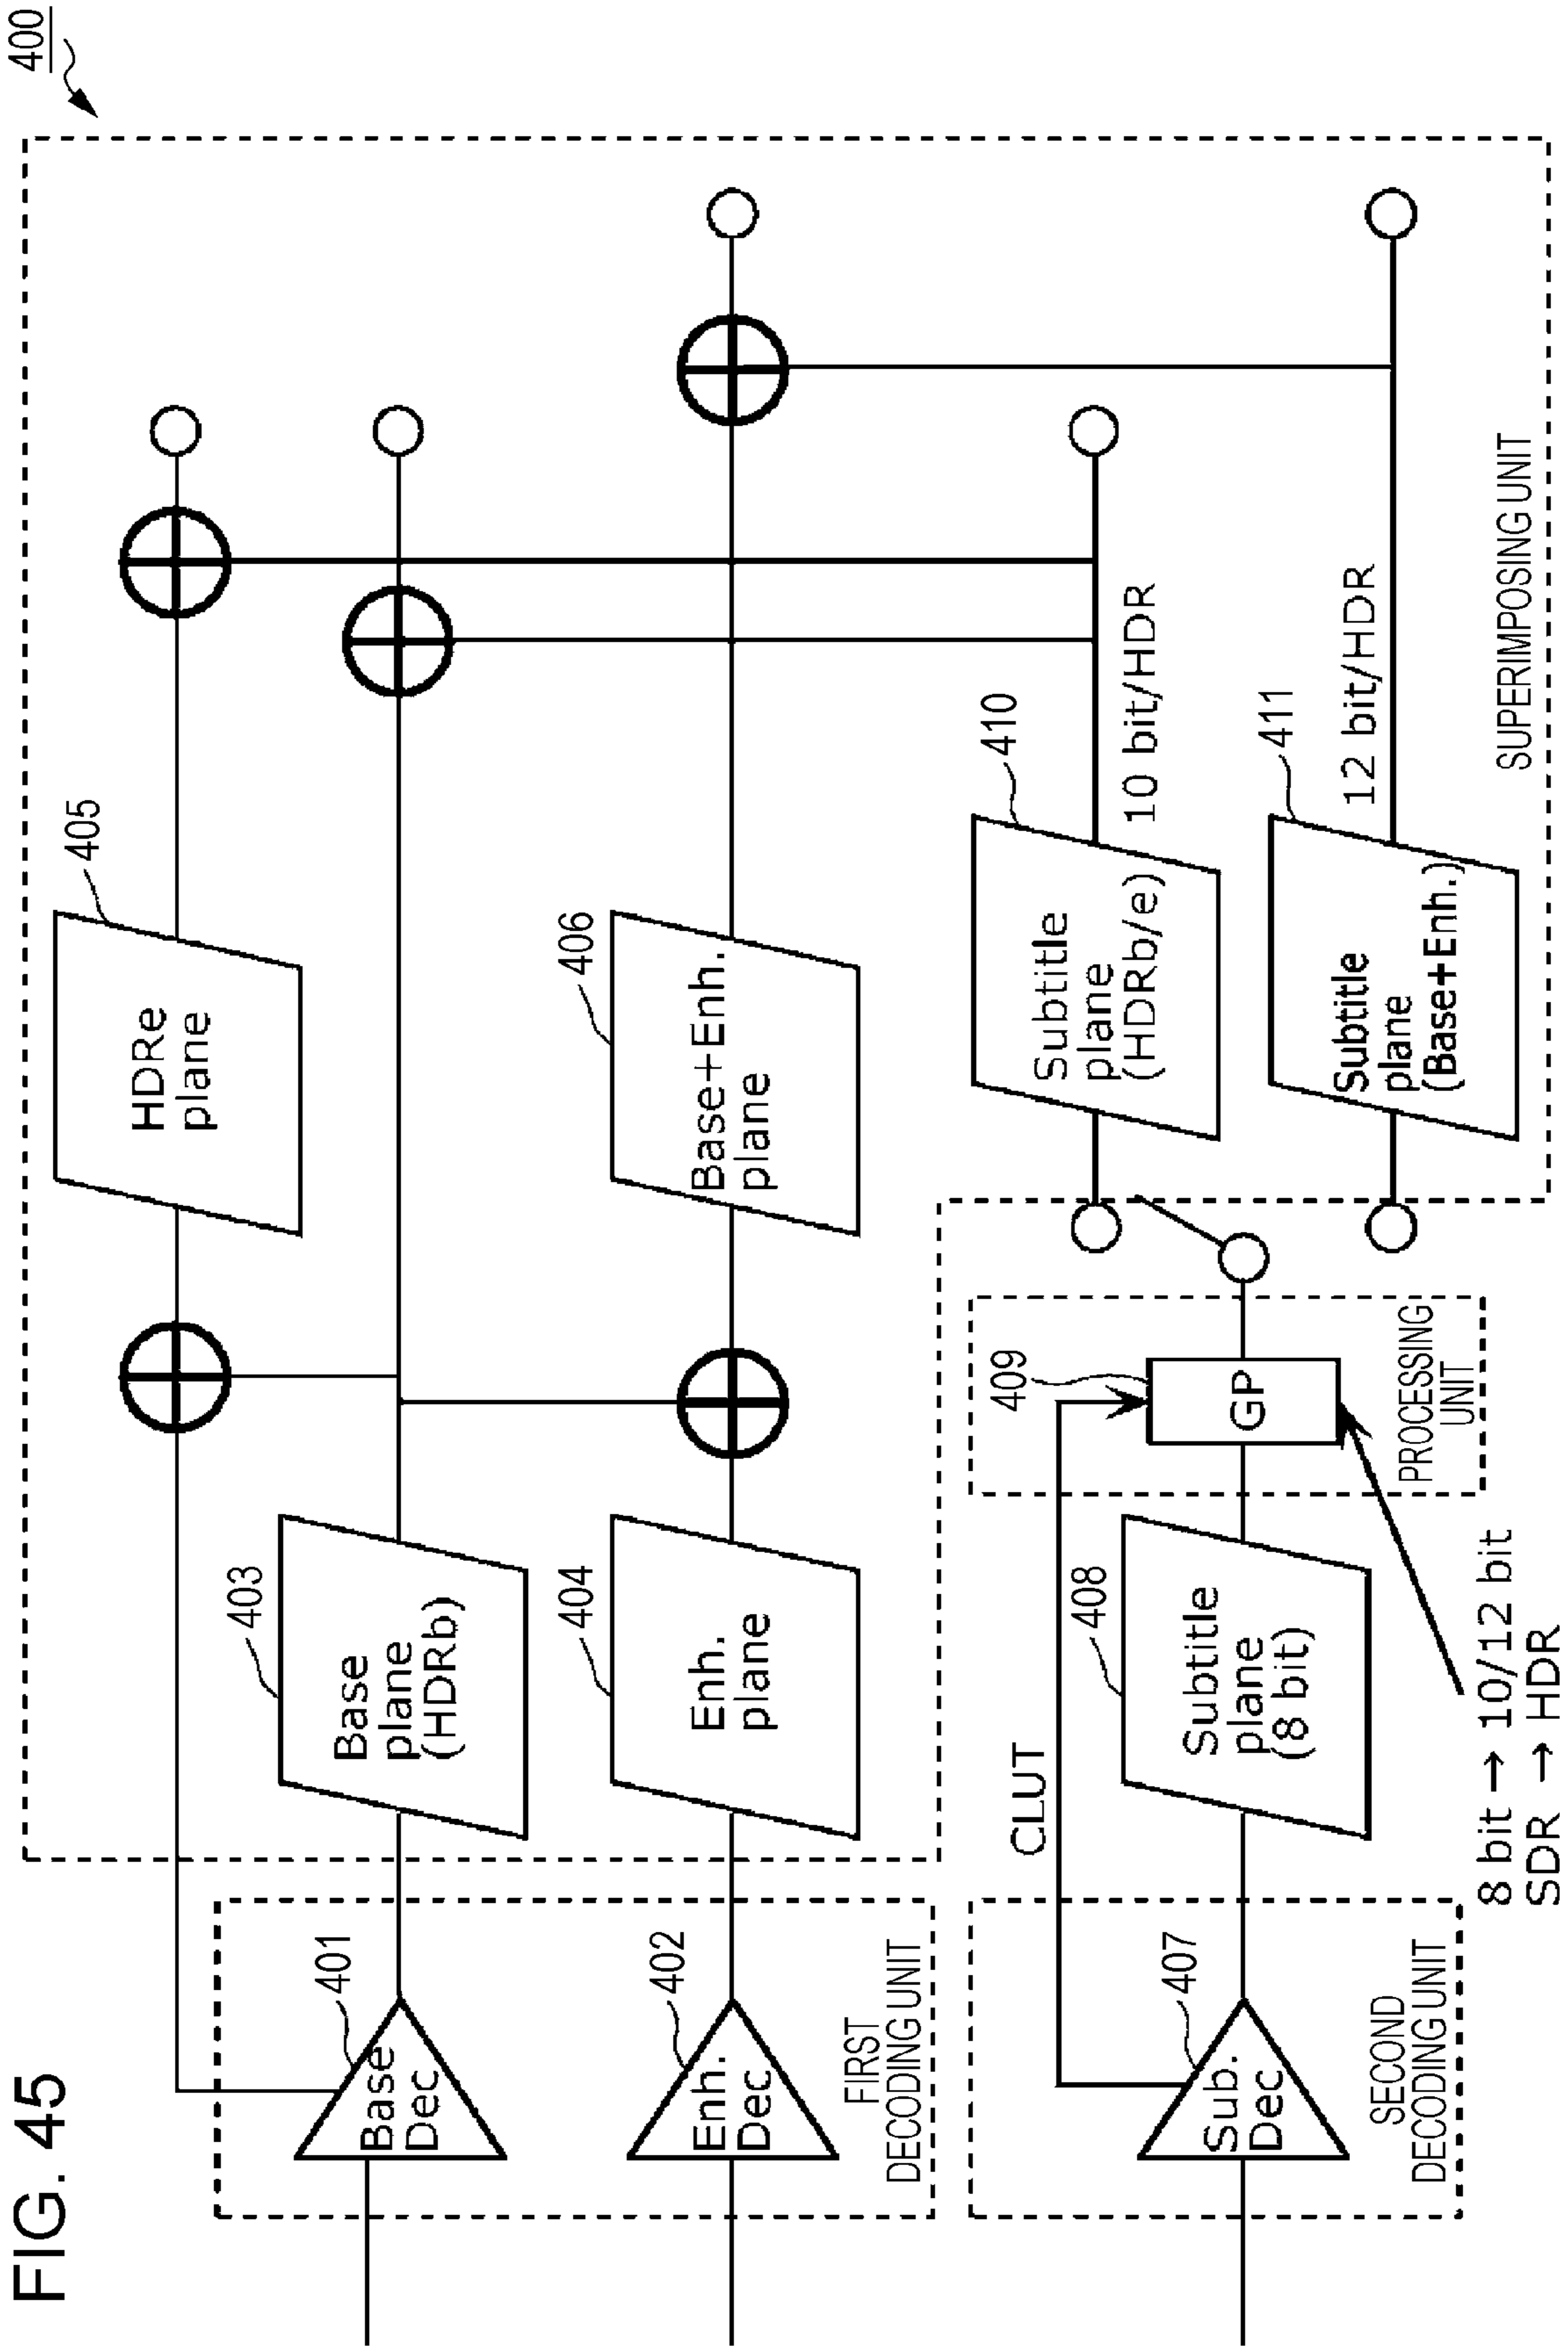 FIG. 45
400
401
Base
Dec
402
Enh.
Dec
FIRST
DECODING UNIT
403
Base
plane
(HDRb)
404
Enh.
plane
405
HDRe
plane
406
Base+Enh.
plane
407
Sub.
Dec
SECOND
DECODING UNIT
CLUT
408
Subtitle
plane
(8 bit)
409
GP
PROCESSING
UNIT
8 bit → 10/12 bit
SDR → HDR
410
Subtitle
plane
(HDRb/e)
10 bit/HDR
411
Subtitle
plane
(Base+Enh.)
12 bit/HDR
SUPERIMPOSING UNIT